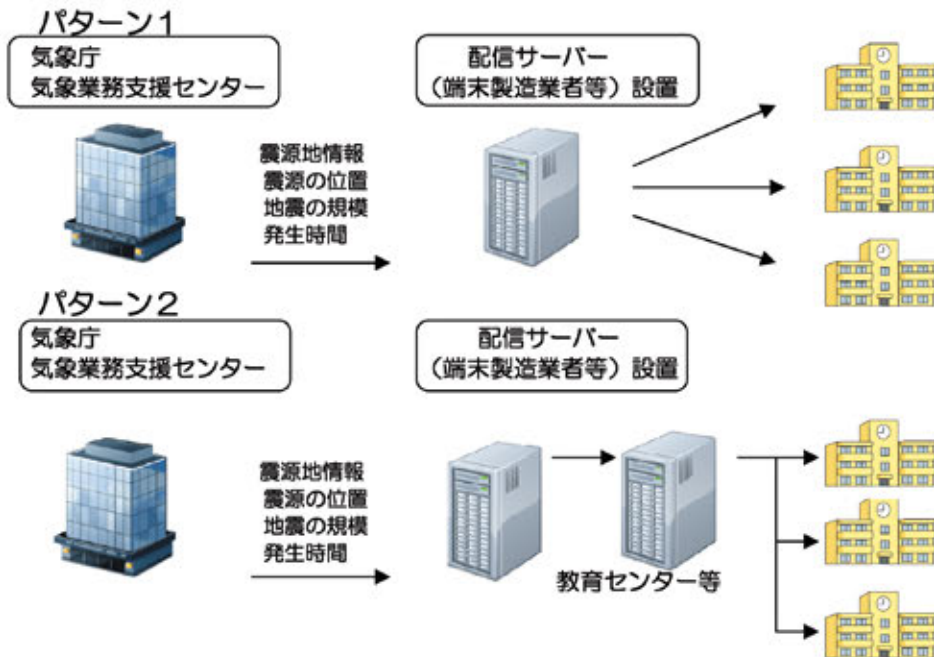 パターン1
気象庁
気象業務支援センター
配信サーバー
（端末製造業者等）設置
震源地情報
震源の位置
地震の規模
発生時間
パターン2
気象庁
気象業務支援センター
配信サーバー
（端末製造業者等）設置
震源地情報
震源の位置
地震の規模
発生時間
教育センター等